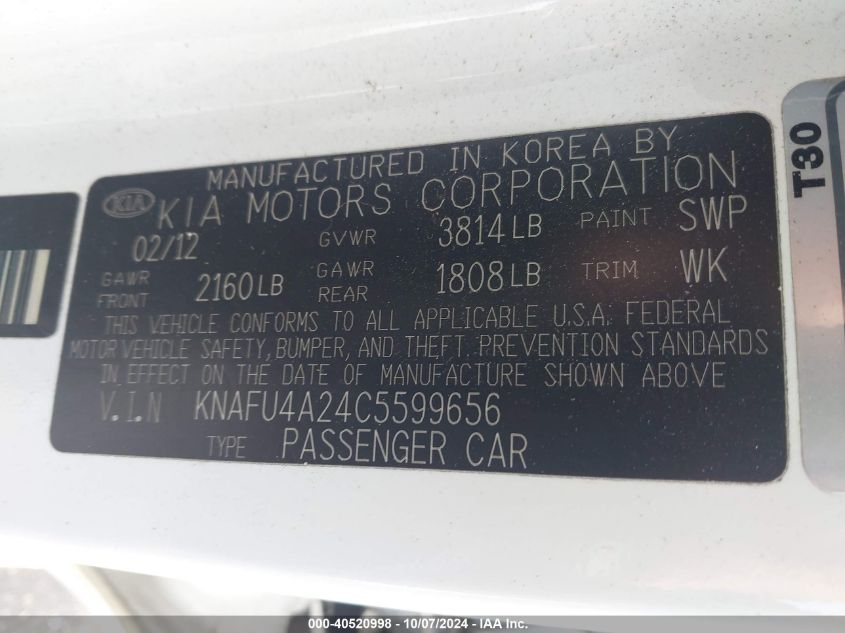 MANUFACTURED IN KOREA BY
KIA KIA MOTORS CORPORATION
02/12 GVWR 3814 LB PAINT SWP
GAWR FRONT 2160 LB GAWR REAR 1808 LB TRIM WK
THIS VEHICLE CONFORMS TO ALL APPLICABLE U.S.A. FEDERAL
MOTOR VEHICLE SAFETY, BUMPER, AND THEFT PREVENTION STANDARDS
IN EFFECT ON THE DATE OF MANUFACTURE SHOWN ABOVE
V.I.N KNAFU4A24C5599656
TYPE PASSENGER CAR
T30
000-40520998 - 10/07/2024 - IAA Inc.